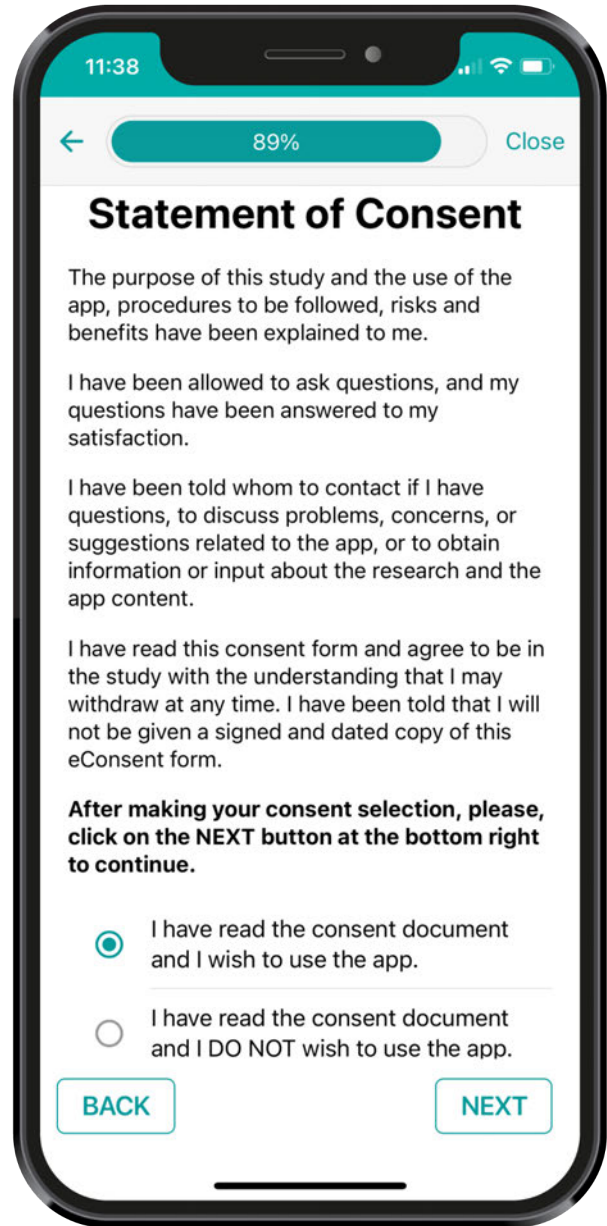 11:38
89%
Close
Statement of Consent
The purpose of this study and the use of the
app, procedures to be followed, risks and
benefits have been explained to me.
I have been allowed to ask questions, and my
questions have been answered to my
satisfaction.
I have been told whom to contact if I have
questions, to discuss problems, concerns, or
suggestions related to the app, or to obtain
information or input about the research and the
app content.
I have read this consent form and agree to be in
the study with the understanding that I may
withdraw at any time. I have been told that I will
not be given a signed and dated copy of this
eConsent form.
After making your consent selection, please,
click on the NEXT button at the bottom right
to continue.
I have read the consent document
and I wish to use the app.
I have read the consent document
and I DO NOT wish to use the app.
BACK
NEXT